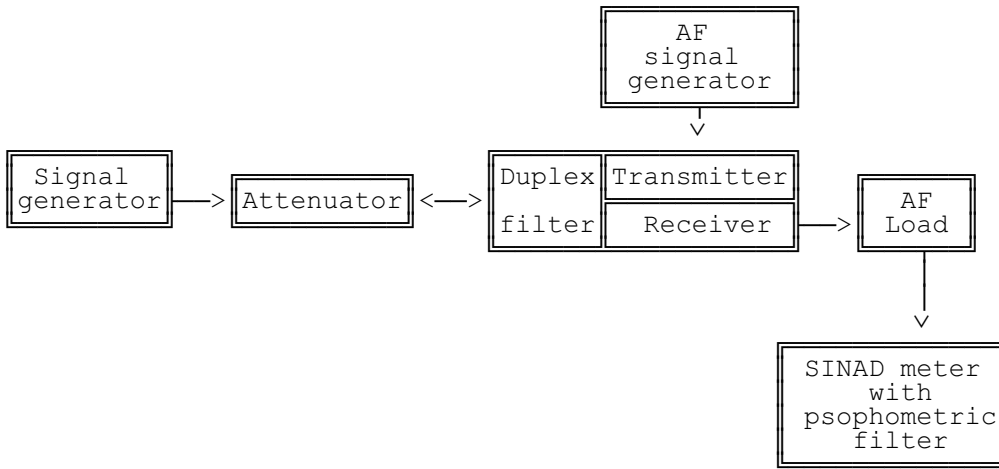 AF
signal
generator
Signal
generator
Attenuator
Duplex
filter
Transmitter
Receiver
AF
Load
SINAD meter
with
psophometric
filter